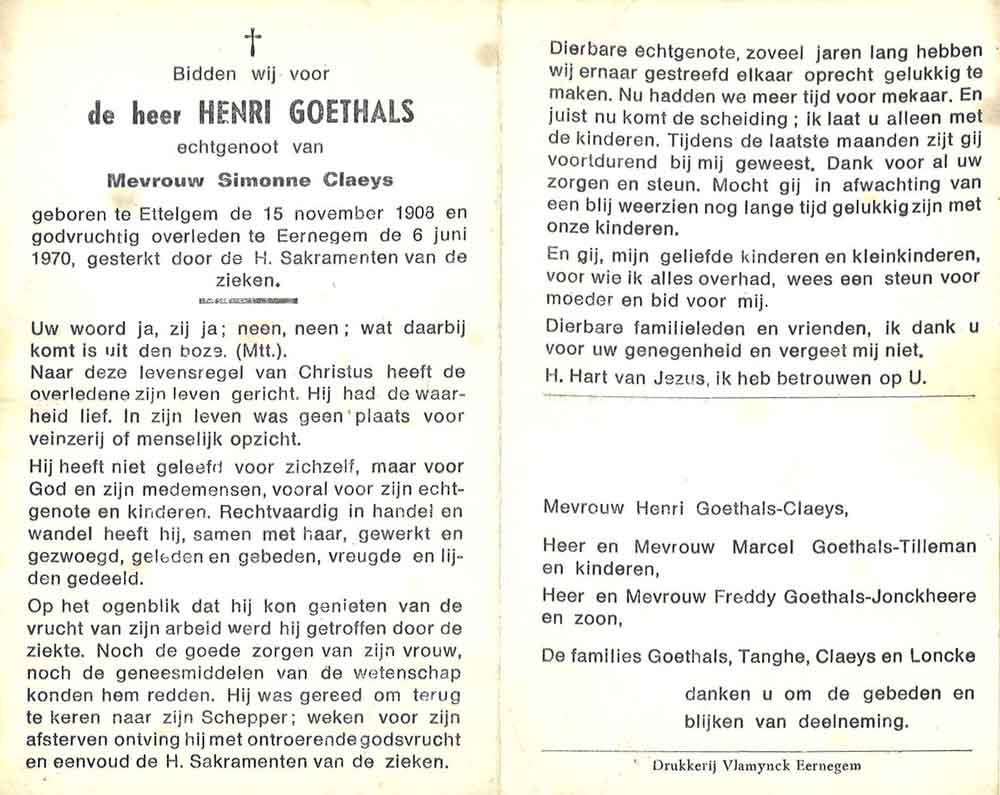 Bidden wij voor
de heer HENRI GOETHALS
echtgenoot van
Mevrouw Simonne Claeys
geboren te Ettelgem de 15 november 1908 en
godvruchtig overleden te Eernegem de 6 juni
1970, gesterkt door de H. Sakramenten van de
zieken.
Uw woord ja, zij ja; neen, neen; wat daarbij
komt is uit den boze. (Mtt.).
Naar deze levensregel van Christus heeft de
overledene zijn leven gericht. Hij had de waar-
heid lief. In zijn leven was geen plaats voor
veinzerij of menselijk opzicht.
Hij heeft niet geleefd voor zichzelf, maar voor
God en zijn medemensen, vooral voor zijn echt-
genote en kinderen. Rechtvaardig in handel en
wandel heeft hij, samen met haar, gewerkt en
gezwoegd, geleden en gebeden, vreugde en lij-
den gedeeld.
Op het ogenblik dat hij kon genieten van de
vrucht van zijn arbeid werd hij getroffen door de
ziekte. Noch de goede zorgen van zijn vrouw,
noch de geneesmiddelen van de wetenschap
konden hem redden. Hij was gereed om terug
te keren naar zijn Schepper; weken voor zijn
afsterven ontving hij met ontroerende godsvrucht
en eenvoud de H. Sakramenten van de zieken.
Dierbare echtgenote, zoveel jaren lang hebben
wij ernaar gestreefd elkaar oprecht gelukkig te
maken. Nu hadden we meer tijd voor mekaar. En
juist nu komt de scheiding; ik laat u alleen met
de kinderen. Tijdens de laatste maanden zijt gij
voortdurend bij mij geweest. Dank voor al uw
zorgen en steun. Mocht gij in afwachting van
een blij weerzien nog lange tijd gelukkig zijn met
onze kinderen.
En gij, mijn geliefde kinderen en kleinkinderen,
voor wie ik alles overhad, wees een steun voor
moeder en bid voor mij.
Dierbare familieleden en vrienden, ik dank u
voor uw genegenheid en vergeet mij niet.
H. Hart van Jezus, ik heb betrouwen op U.
Mevrouw Henri Goethals-Claeys,
Heer en Mevrouw Marcel Goethals-Tilleman
en kinderen,
Heer en Mevrouw Freddy Goethals-Jonckheere
en zoon,
De families Goethals, Tanghe, Claeys en Loncke
danken u om de gebeden en
blijken van deelneming.
Drukkerij Vlamynck Eernegem